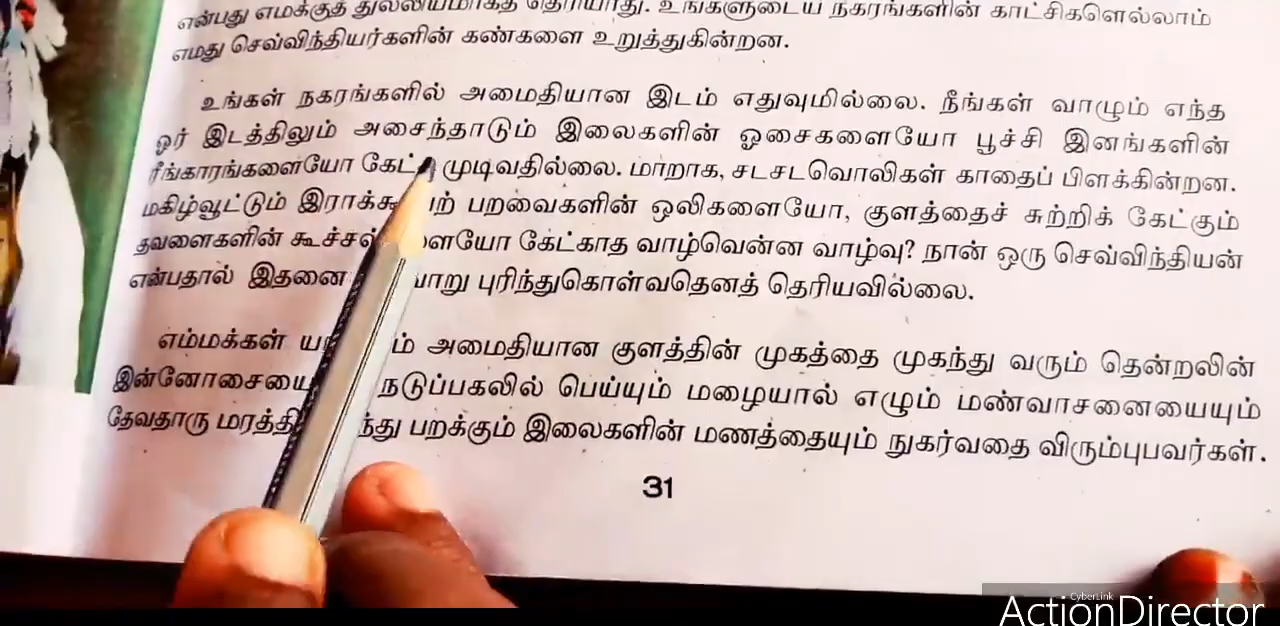 என்பது எமக்குத் துல்லியமாகத் தெரியாது. உங்களுடைய நகரங்களின் காட்சிகளெல்லாம்
எமது செவ்விந்தியர்களின் கண்களை உறுத்துகின்றன.
உங்கள் நகரங்களில் அமைதியான இடம் எதுவுமில்லை. நீங்கள் வாழும் எந்த
ஓர் இடத்திலும் அசைந்தாடும் இலைகளின் ஓசைகளையோ பூச்சி இனங்களின்
ரீங்காரங்களையோ முடிவதில்லை. மாறாக, சடசடவொலிகள் காதைப் பிளக்கின்றன.
மகிழ்வூட்டும் பறவைகளின் ஒலிகளையோ, குளத்தைச் சுற்றிக் கேட்கும்
தவளைகளின் கேட்காத வாழ்வென்ன வாழ்வு? நான் ஒரு செவ்விந்தியன்
என்பதால் இதனை புரிந்துகொள்வதெனத் தெரியவில்லை.
எம்மக்கள் அமைதியான குளத்தின் முகத்தை முகந்து வரும் தென்றலின்
இன்னோசையை நடுப்பகலில் பெய்யும் மழையால் எழும் மண்வாசனையையும்
தேவதாரு பறக்கும் இலைகளின் மணத்தையும் நுகர்வதை விரும்புபவர்கள்.
31
CyberLink
ActionDirector